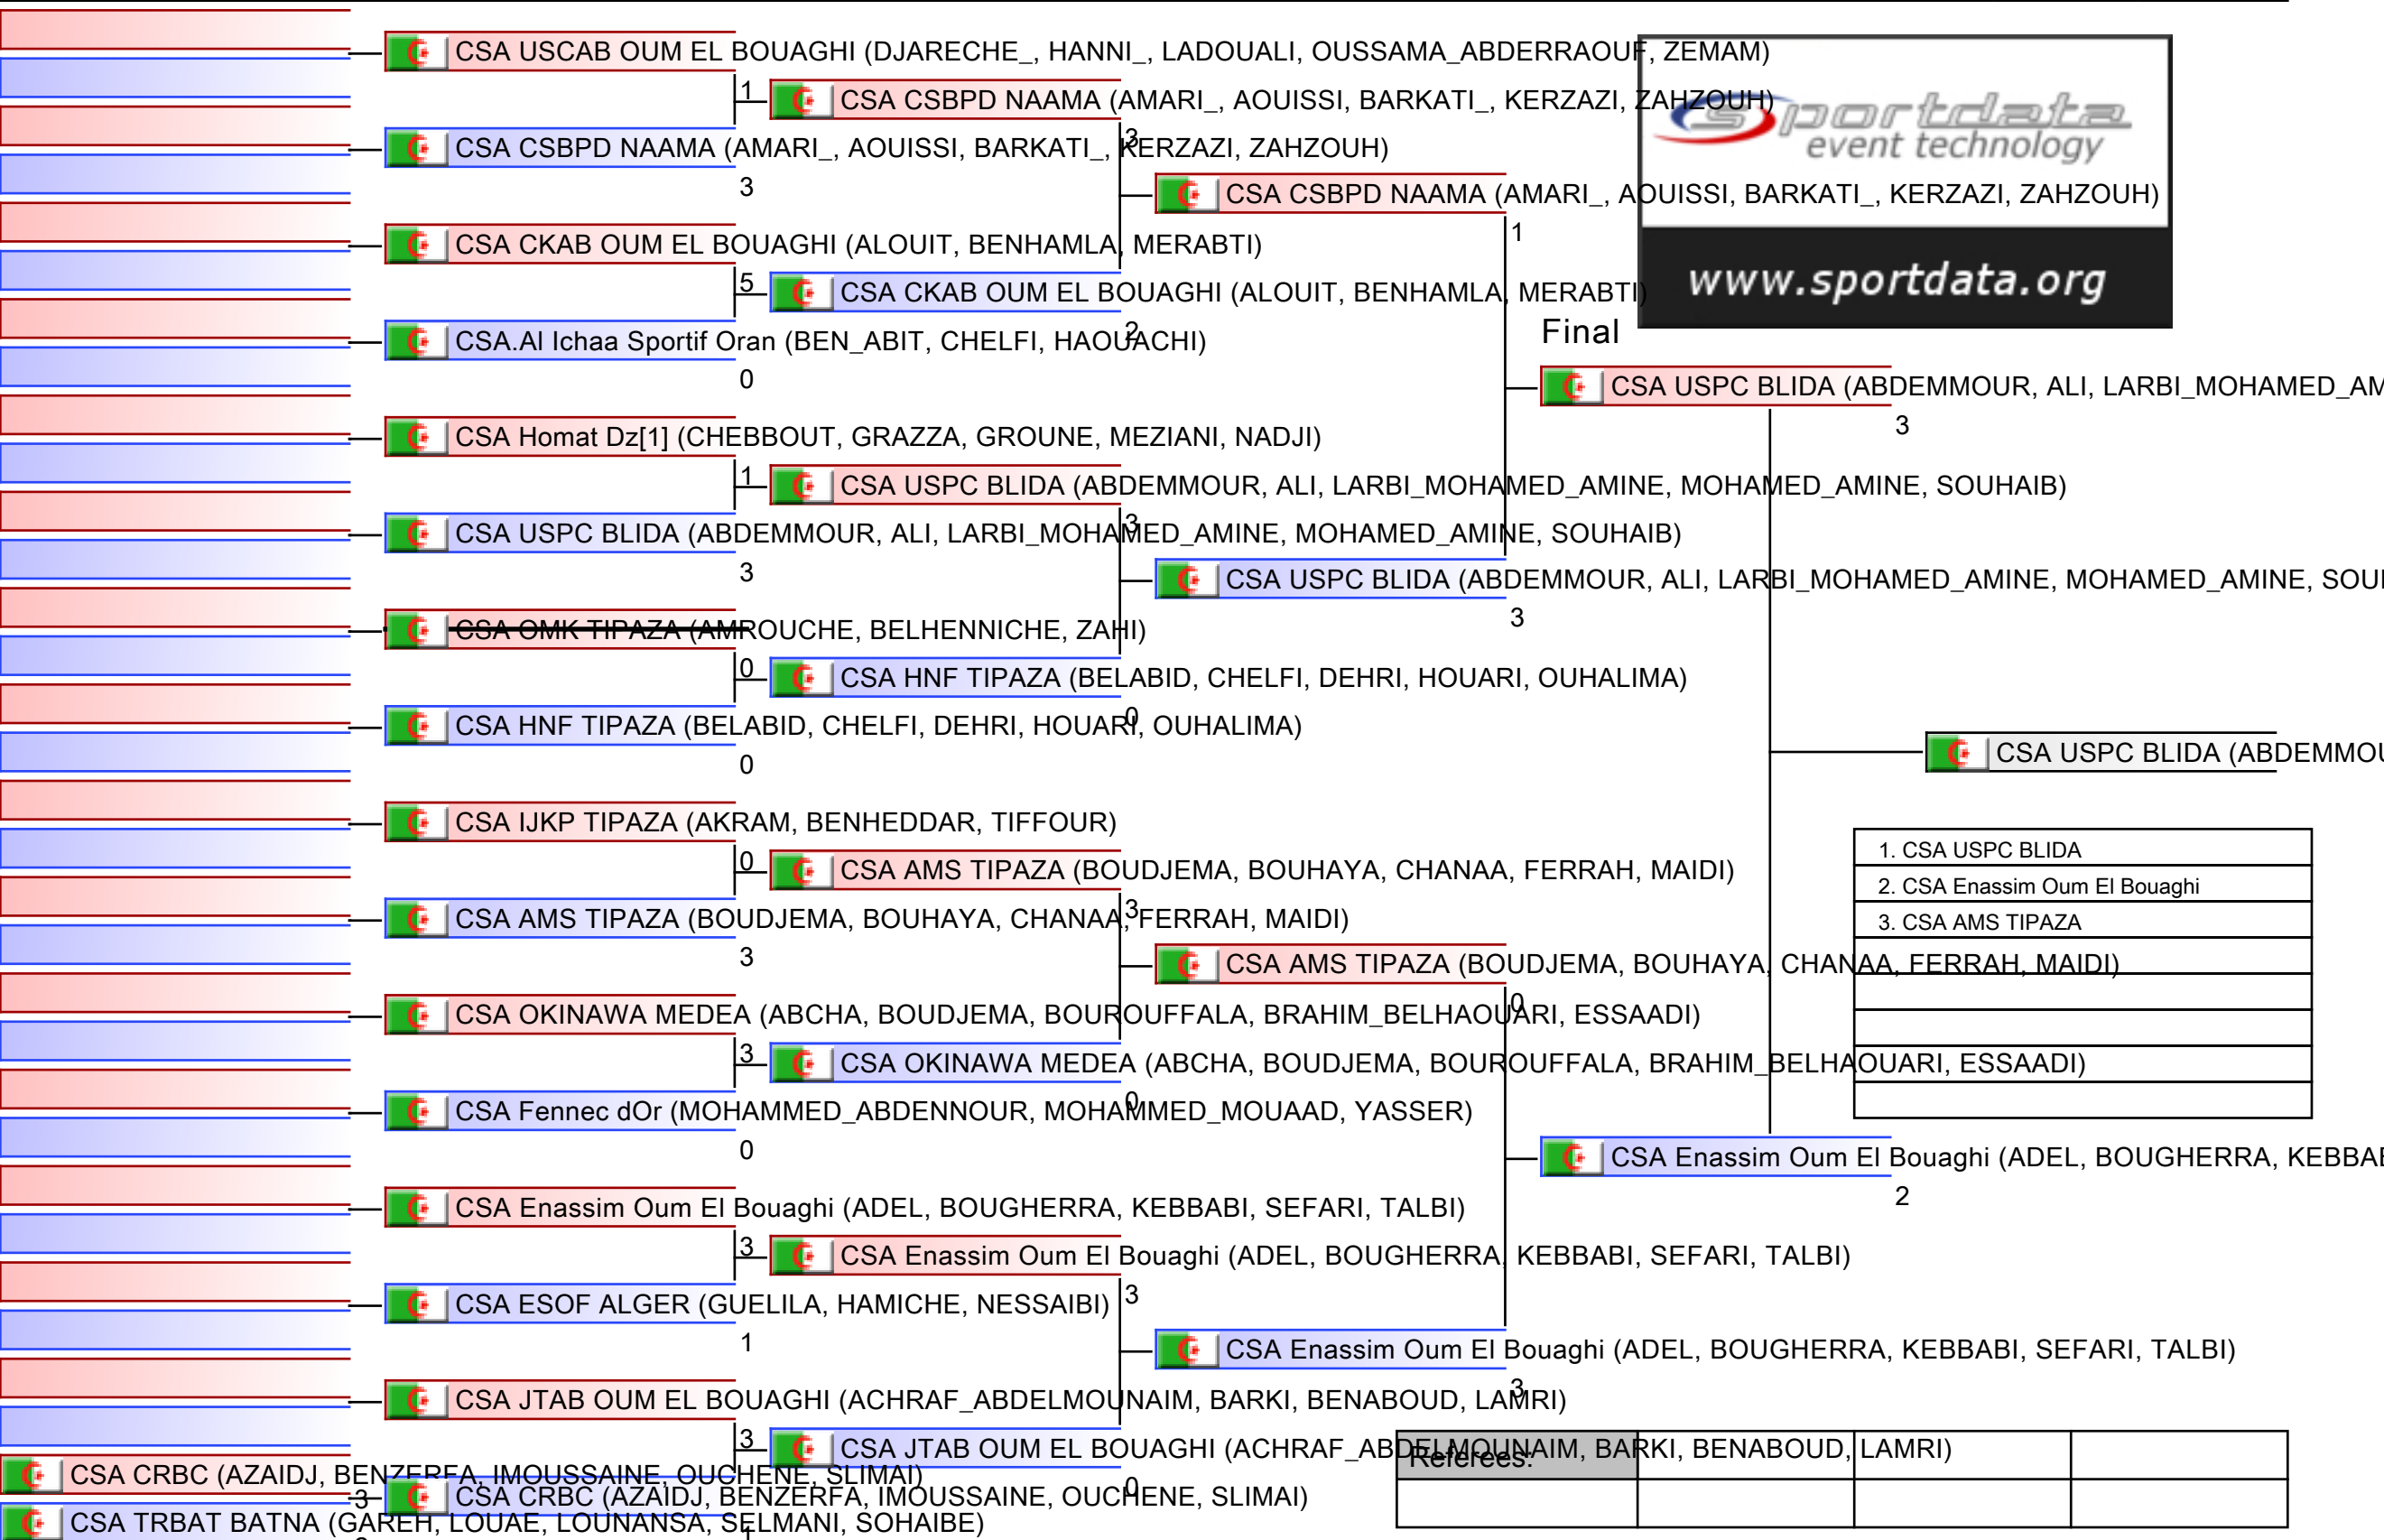 CSA USCAB OUM EL BOUAGHI (DJARECHE_, HANNI_, LADOUALI, OUSSAMA_ABDERRAOUF, ZEMAM)
1
CSA CSBPD NAAMA (AMARI_, AOUISSI, BARKATI_, KERZAZI, ZAHZOUH)
3
sportdata
event technology
CSA CSBPD NAAMA (AMARI_, AOUISSI, BARKATI_, KERZAZI, ZAHZOUH)
3
CSA CSBPD NAAMA (AMARI_, AOUISSI, BARKATI_, KERZAZI, ZAHZOUH)
1
www.sportdata.org
CSA CKAB OUM EL BOUAGHI (ALOUIT, BENHAMLA, MERABTI)
5
CSA CKAB OUM EL BOUAGHI (ALOUIT, BENHAMLA, MERABTI)
2
CSA.Al Ichaa Sportif Oran (BEN_ABIT, CHELFI, HAOUACHI)
0
Final
CSA USPC BLIDA (ABDEMMOUR, ALI, LARBI_MOHAMED_AM
3
CSA Homat Dz[1] (CHEBBOUT, GRAZZA, GROUNE, MEZIANI, NADJI)
1
CSA USPC BLIDA (ABDEMMOUR, ALI, LARBI_MOHAMED_AMINE, MOHAMED_AMINE, SOUHAIB)
3
CSA USPC BLIDA (ABDEMMOUR, ALI, LARBI_MOHAMED_AMINE, MOHAMED_AMINE, SOUHAIB)
3
CSA USPC BLIDA (ABDEMMOUR, ALI, LARBI_MOHAMED_AMINE, MOHAMED_AMINE, SOU
3
CSA OMK TIPAZA (AMROUCHE, BELHENNICHE, ZAHI)
0
CSA HNF TIPAZA (BELABID, CHELFI, DEHRI, HOUARI, OUHALIMA)
0
CSA HNF TIPAZA (BELABID, CHELFI, DEHRI, HOUARI, OUHALIMA)
0
CSA USPC BLIDA (ABDEMMOU
CSA IJKP TIPAZA (AKRAM, BENHEDDAR, TIFFOUR)
0
CSA AMS TIPAZA (BOUDJEMA, BOUHAYA, CHANAA, FERRAH, MAIDI)
3
CSA AMS TIPAZA (BOUDJEMA, BOUHAYA, CHANAA, FERRAH, MAIDI)
3
1. CSA USPC BLIDA
2. CSA Enassim Oum El Bouaghi
3. CSA AMS TIPAZA
CSA AMS TIPAZA (BOUDJEMA, BOUHAYA, CHANAA, FERRAH, MAIDI)
0
CSA OKINAWA MEDEA (ABCHA, BOUDJEMA, BOUROUFFALA, BRAHIM_BELHAOUARI, ESSAADI)
3
CSA OKINAWA MEDEA (ABCHA, BOUDJEMA, BOUROUFFALA, BRAHIM_BELHAOUARI, ESSAADI)
0
CSA Fennec dOr (MOHAMMED_ABDENNOUR, MOHAMMED_MOUAAD, YASSER)
0
CSA Enassim Oum El Bouaghi (ADEL, BOUGHERRA, KEBBAB
2
CSA Enassim Oum El Bouaghi (ADEL, BOUGHERRA, KEBBABI, SEFARI, TALBI)
3
CSA Enassim Oum El Bouaghi (ADEL, BOUGHERRA, KEBBABI, SEFARI, TALBI)
3
CSA ESOF ALGER (GUELILA, HAMICHE, NESSAIBI)
1
CSA Enassim Oum El Bouaghi (ADEL, BOUGHERRA, KEBBABI, SEFARI, TALBI)
3
CSA JTAB OUM EL BOUAGHI (ACHRAF_ABDELMOUNAIM, BARKI, BENABOUD, LAMRI)
3
CSA JTAB OUM EL BOUAGHI (ACHRAF_ABDELMOUNAIM, BARKI, BENABOUD, LAMRI)
0
Referees:
CSA CRBC (AZAIDJ, BENZERFA, IMOUSSAINE, OUCHENE, SLIMAI)
3
CSA CRBC (AZAIDJ, BENZERFA, IMOUSSAINE, OUCHENE, SLIMAI)
1
CSA TRBAT BATNA (GAREH, LOUAE, LOUNANSA, SELMANI, SOHAIBE)